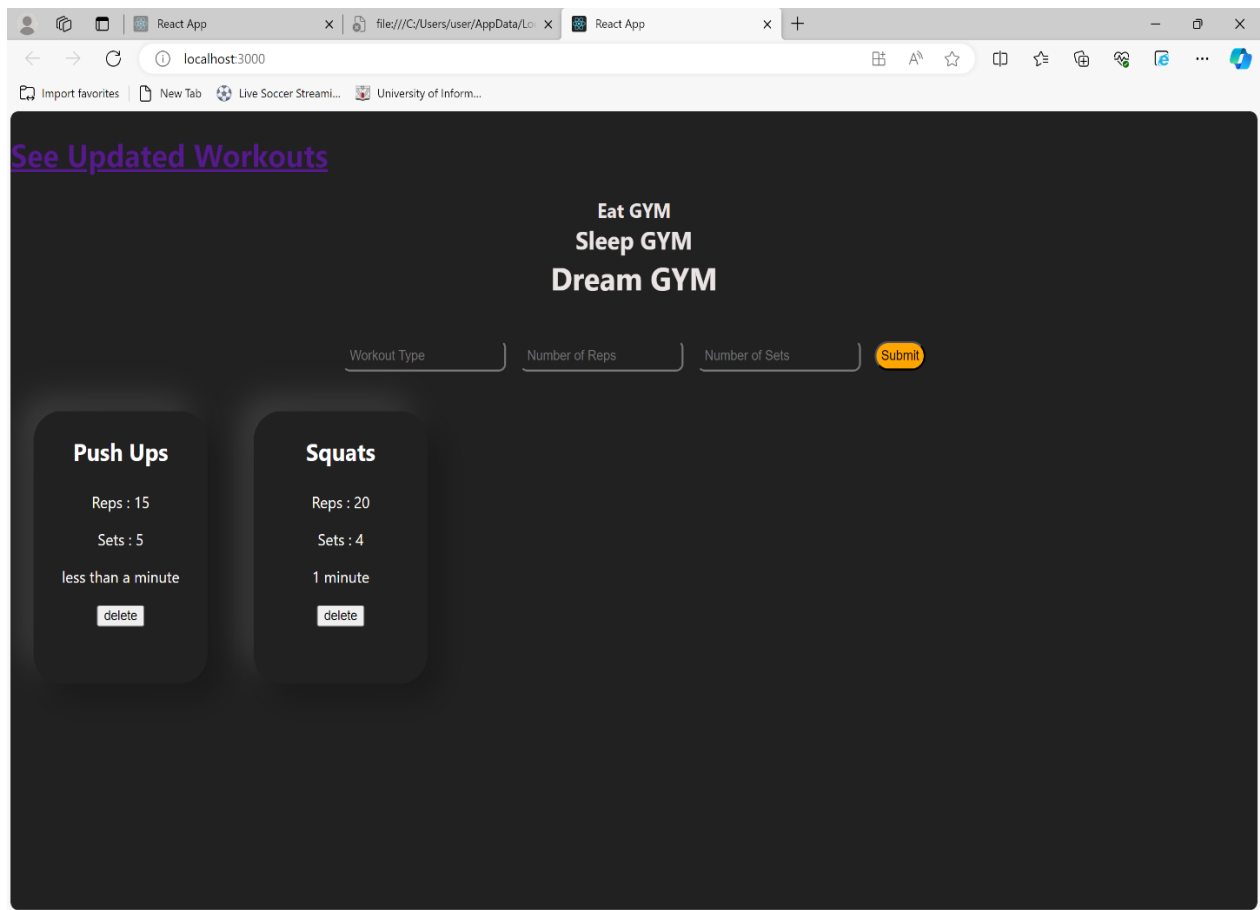 React App
file:///C:/Users/user/AppData/Lo
React App
localhost:3000
Import favorites
New Tab
Live Soccer Streami...
University of Inform...
See Updated Workouts
Eat GYM
Sleep GYM
Dream GYM
Workout Type
Number of Reps
Number of Sets
Submit
Push Ups
Reps : 15
Sets : 5
less than a minute
delete
Squats
Reps : 20
Sets : 4
1 minute
delete